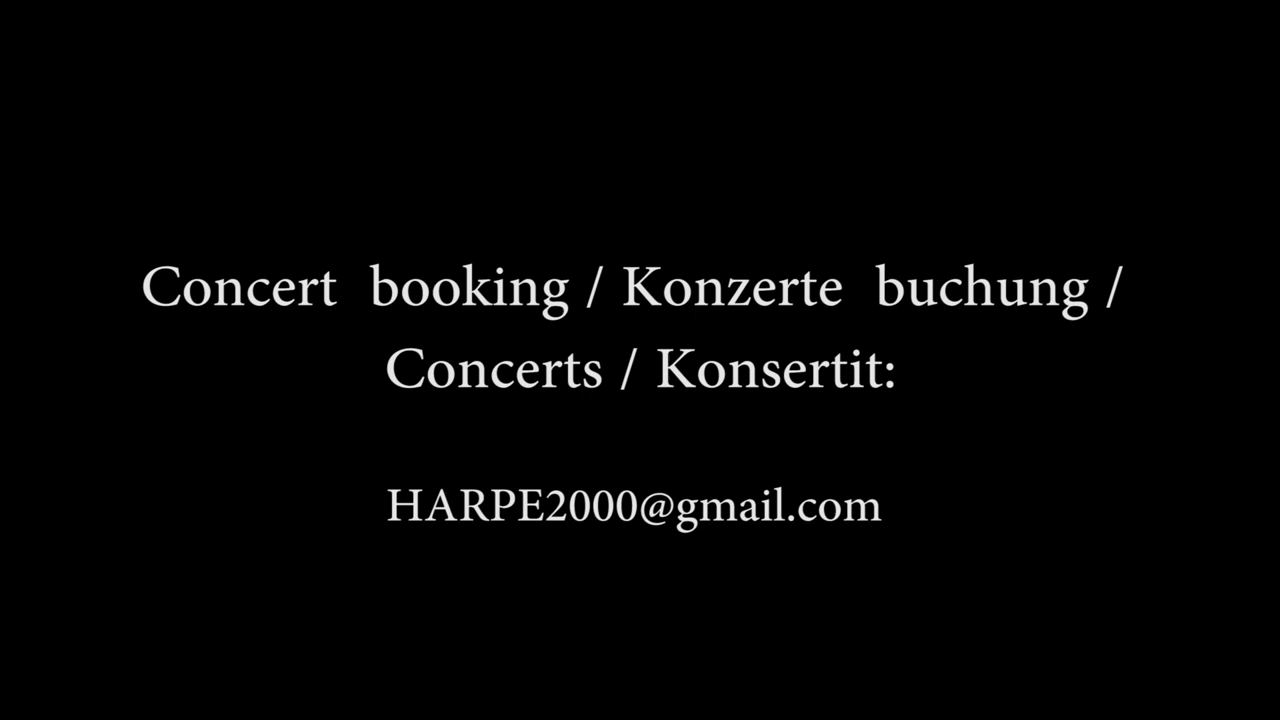 Concert booking / Konzerte buchung /
Concerts / Konsertit:
HARPE2000@gmail.com